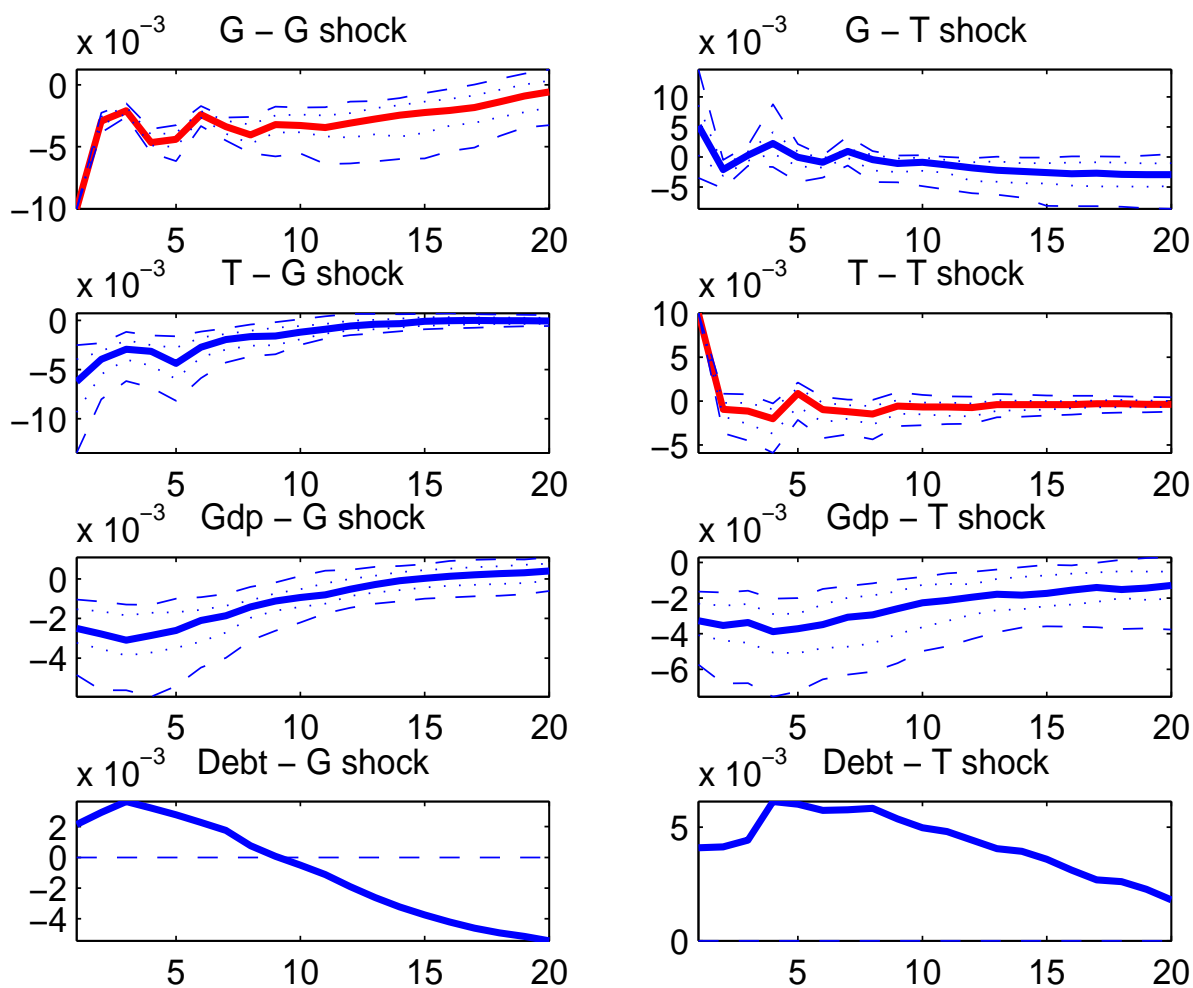 x 10⁻³
G − G shock
0
−5
−10
5 10 15 20
x 10⁻³
G − T shock
10
5
0
−5
5 10 15 20
x 10⁻³
T − G shock
0
−5
−10
5 10 15 20
x 10⁻³
T − T shock
10
5
0
−5
5 10 15 20
x 10⁻³
Gdp − G shock
0
−2
−4
5 10 15 20
x 10⁻³
Gdp − T shock
0
−2
−4
−6
5 10 15 20
x 10⁻³
Debt − G shock
2
0
−2
−4
5 10 15 20
x 10⁻³
Debt − T shock
5
0
5 10 15 20